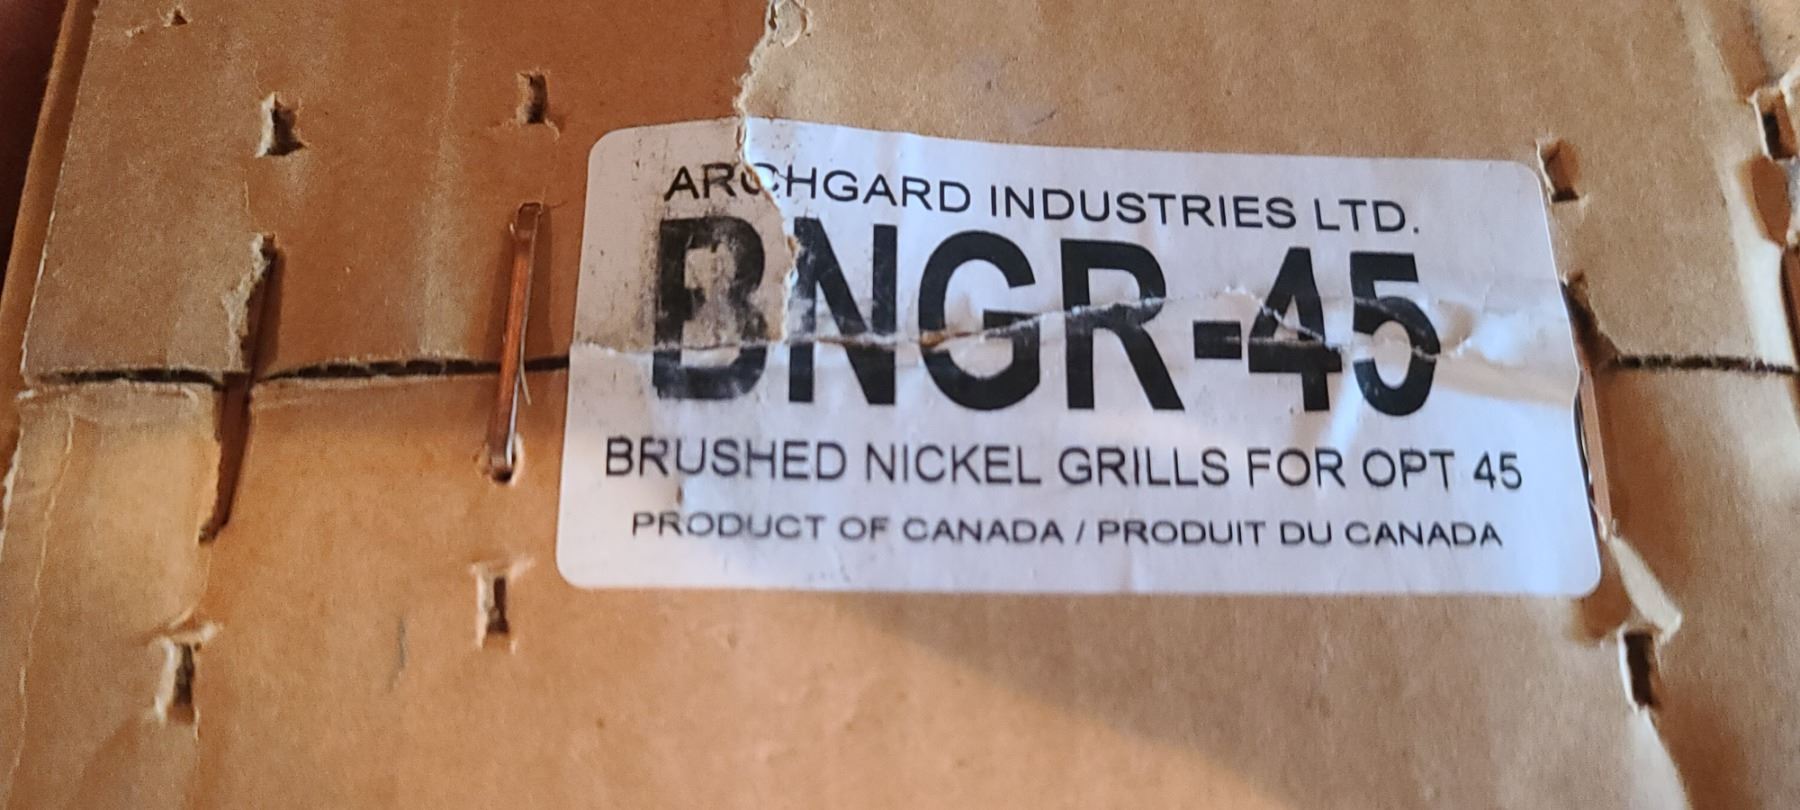 ARCHGARD INDUSTRIES LTD.
BNGR-45
BRUSHED NICKEL GRILLS FOR OPT 45
PRODUCT OF CANADA / PRODUIT DU CANADA